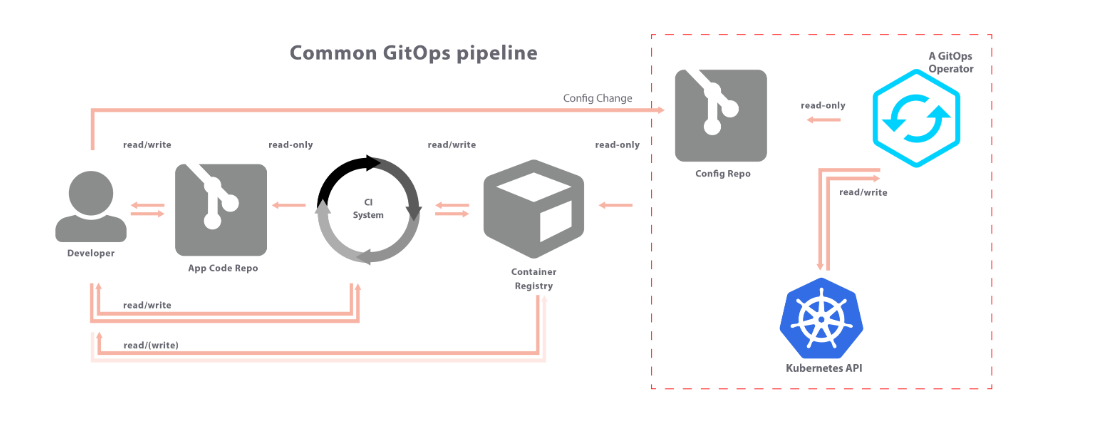 Common GitOps pipeline
A GitOps
Operator
Config Change
read-only
read/write
read-only
read/write
read-only
Config Repo
read/write
CI
System
Developer
App Code Repo
Container
Registry
read/write
read/(write)
Kubernetes API